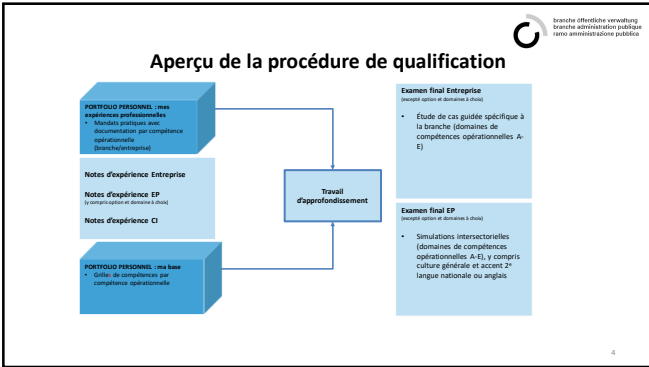 branche öffentliche verwaltung
branche administration publique
ramo amministrazione pubblica
Aperçu de la procédure de qualification
PORTFOLIO PERSONNEL : mes
expériences professionnelles
• Mandats pratiques avec
documentation par compétence
opérationnelle
(branche/entreprise)
Notes d'expérience Entreprise
Notes d'expérience EP
(y compris option et domaine à choix)
Notes d'expérience CI
PORTFOLIO PERSONNEL : ma base
• Grilles de compétences par
compétence opérationnelle
Travail
d'approfondissement
Examen final Entreprise
(excepté option et domaines à choix)
• Étude de cas guidée spécifique à
la branche (domaines de
compétences opérationnelles A-
E)
Examen final EP
(excepté option et domaines à choix)
• Simulations intersectorielles
(domaines de compétences
opérationnelles A-E), y compris
culture générale et accent 2e
langue nationale ou anglais
4